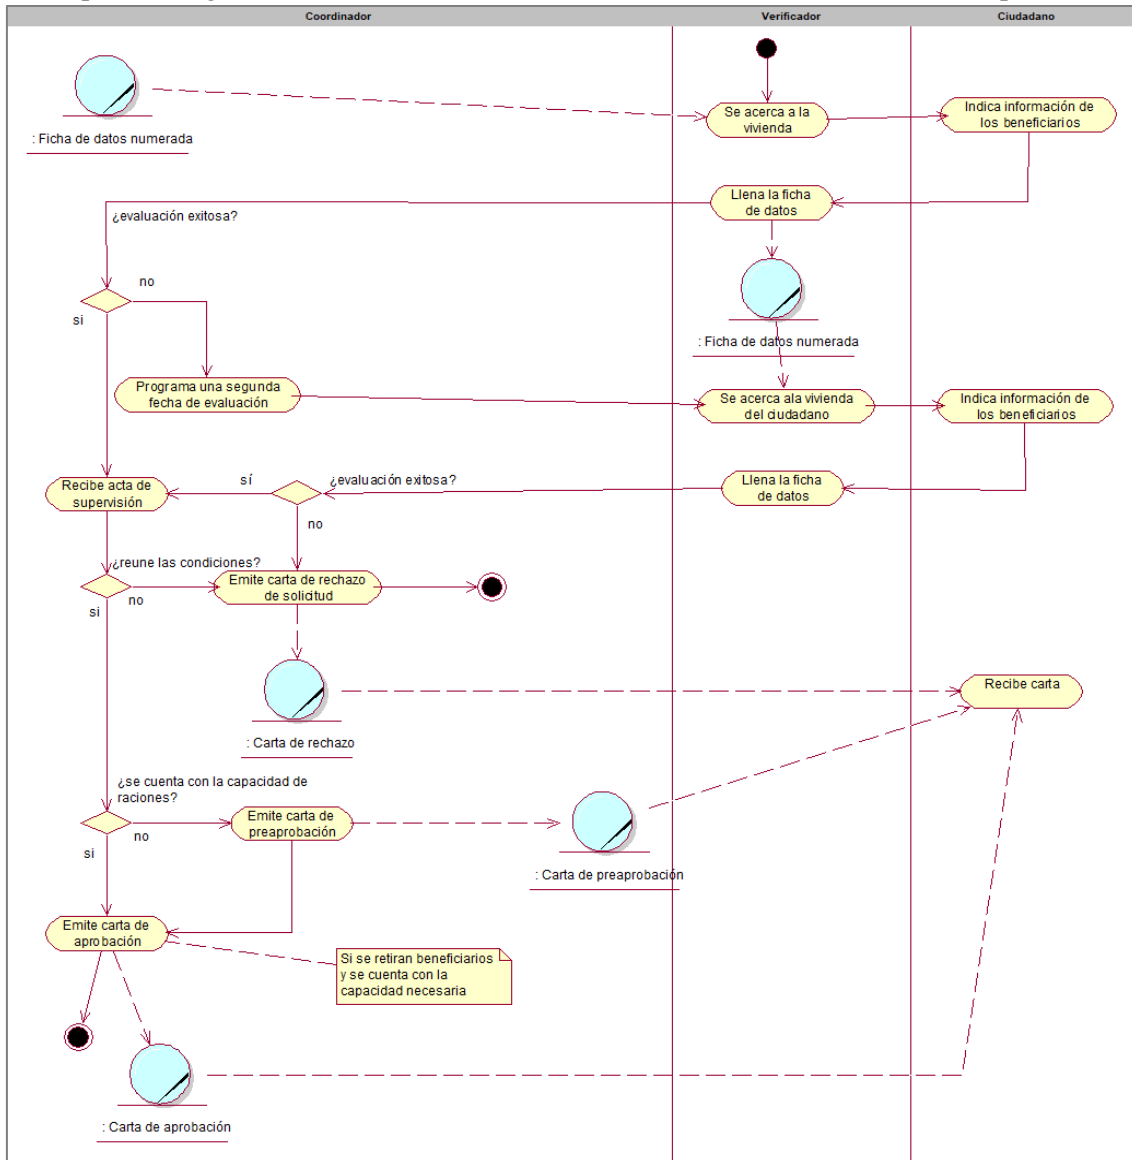 Coordinador
Verificador
Ciudadano
: Ficha de datos numerada
Se acerca a la
vivienda
Indica información de
los beneficiarios
Llena la ficha
de datos
¿evaluación exitosa?
no
si
: Ficha de datos numerada
Programa una segunda
fecha de evaluación
Se acerca ala vivienda
del ciudadano
Indica información de
los beneficiarios
Recibe acta de
supervisión
sí
¿evaluación exitosa?
Llena la ficha
de datos
no
¿reune las condiciones?
Emite carta de rechazo
de solicitud
no
si
Recibe carta
: Carta de rechazo
¿se cuenta con la capacidad de
raciones?
Emite carta de
preaprobación
no
si
: Carta de preaprobación
Emite carta de
aprobación
Si se retiran beneficiarios
y se cuenta con la
capacidad necesaria
: Carta de aprobación